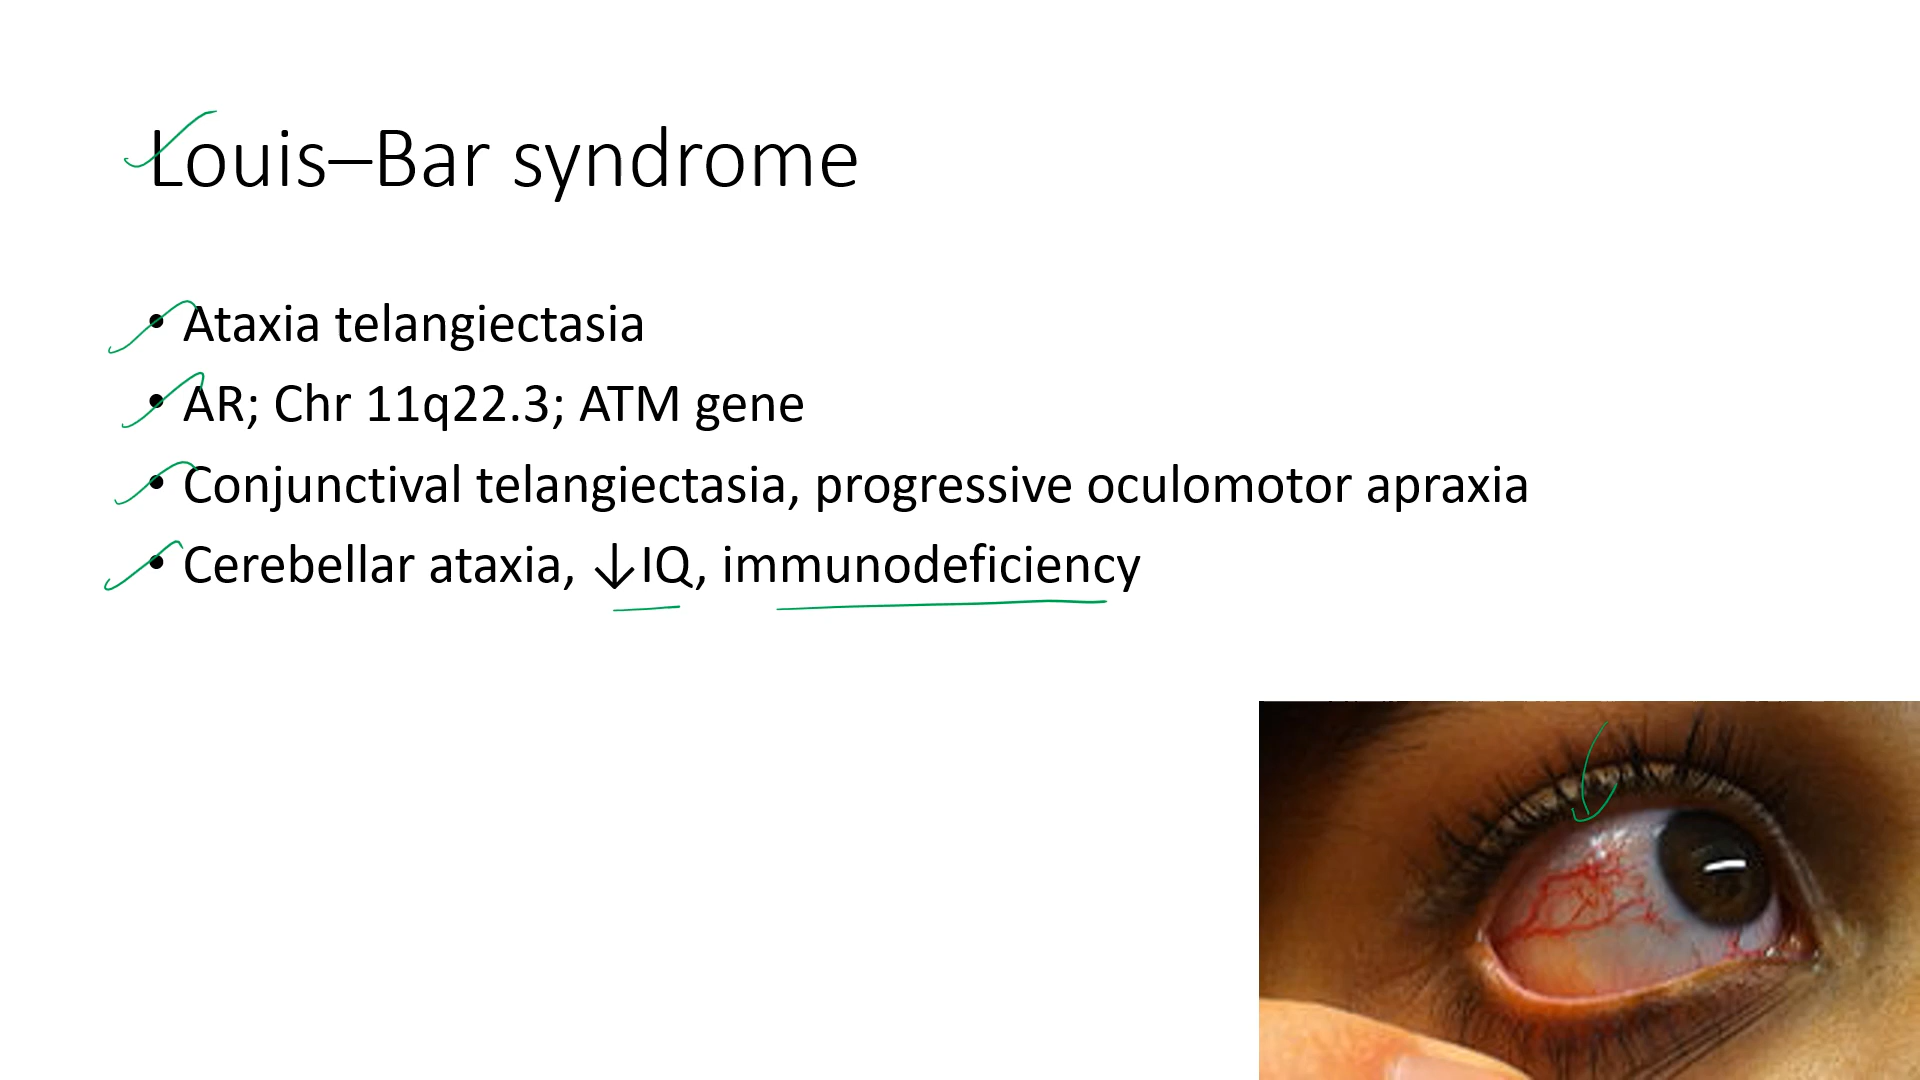 Louis–Bar syndrome
• Ataxia telangiectasia
• AR; Chr 11q22.3; ATM gene
• Conjunctival telangiectasia, progressive oculomotor apraxia
• Cerebellar ataxia, ↓IQ, immunodeficiency